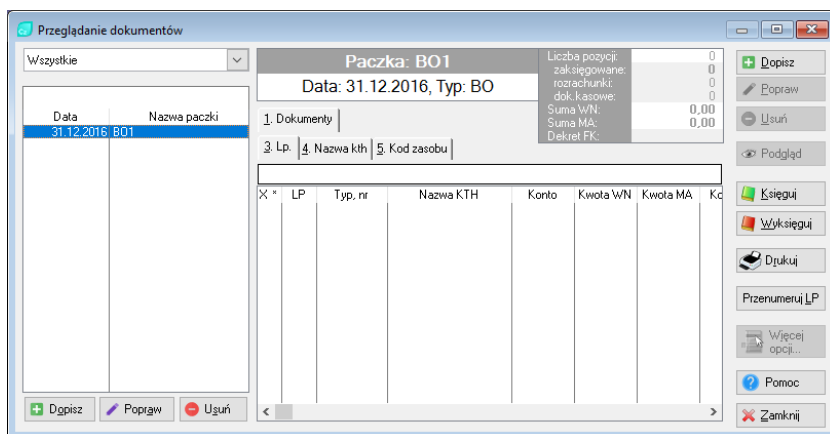 Przeglądanie dokumentów
Wszystkie
Data Nazwa paczki
31.12.2016 BO1
Dopisz Popraw Usuń
Paczka: BO1
Data: 31.12.2016, Typ: BO
Liczba pozycji: 0
zaksięgowane: 0
rozrachunki: 0
dok.kasowe: 0
Suma WN: 0,00
Suma MA: 0,00
Dekret FK:
1. Dokumenty
3. Lp. 4. Nazwa kth 5. Kod zasobu
X * LP Typ, nr Nazwa KTH Konto Kwota WN Kwota MA Kc
Dopisz
Popraw
Usuń
Podgląd
Księguj
Wyksięguj
Drukuj
Przenumeruj LP
Więcej
opcji...
Pomoc
Zamknij